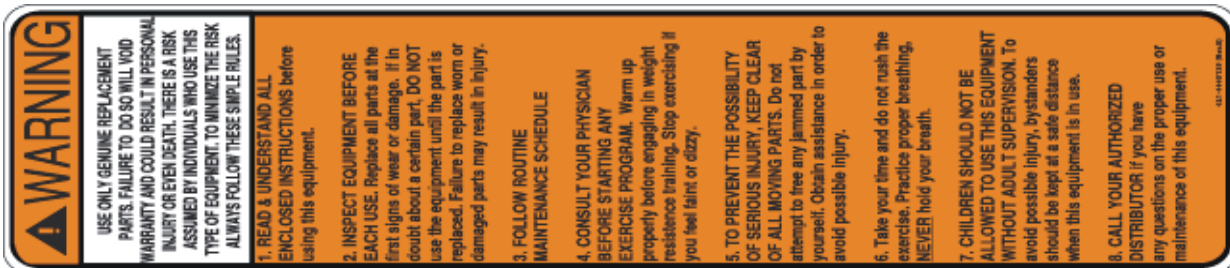 WARNING
USE ONLY GENUINE REPLACEMENT
PARTS. FAILURE TO DO SO WILL VOID
WARRANTY AND COULD RESULT IN PERSONAL
INJURY OR EVEN DEATH. THERE IS A RISK
ASSUMED BY INDIVIDUALS WHO USE THIS
TYPE OF EQUIPMENT. TO MINIMIZE THE RISK
ALWAYS FOLLOW THESE SIMPLE RULES.
1. READ & UNDERSTAND ALL
ENCLOSED INSTRUCTIONS before
using this equipment.
2. INSPECT EQUIPMENT BEFORE
EACH USE. Replace all parts at the
first signs of wear or damage. If in
doubt about a certain part, DO NOT
use the equipment until the part is
replaced. Failure to replace worn or
damaged parts may result in injury.
3. FOLLOW ROUTINE
MAINTENANCE SCHEDULE
4. CONSULT YOUR PHYSICIAN
BEFORE STARTING ANY
EXERCISE PROGRAM. Warm up
properly before engaging in weight
resistence training. Stop exercising if
you feel faint or dizzy.
5. TO PREVENT THE POSSIBILITY
OF SERIOUS INJURY, KEEP CLEAR
OF ALL MOVING PARTS. Do not
attempt to free any jammed part by
yourself. Obtain assistance in order to
avoid possible injury.
6. Take your time and do not rush the
exercise. Practice proper breathing,
NEVER hold your breath.
7. CHILDREN SHOULD NOT BE
ALLOWED TO USE THIS EQUIPMENT
WITHOUT ADULT SUPERVISION. To
avoid possible injury, bystanders
should be kept at a safe distance
when this equipment is in use.
8. CALL YOUR AUTHORIZED
DISTRIBUTOR if you have
any questions on the proper use or
maintenance of this equipment.